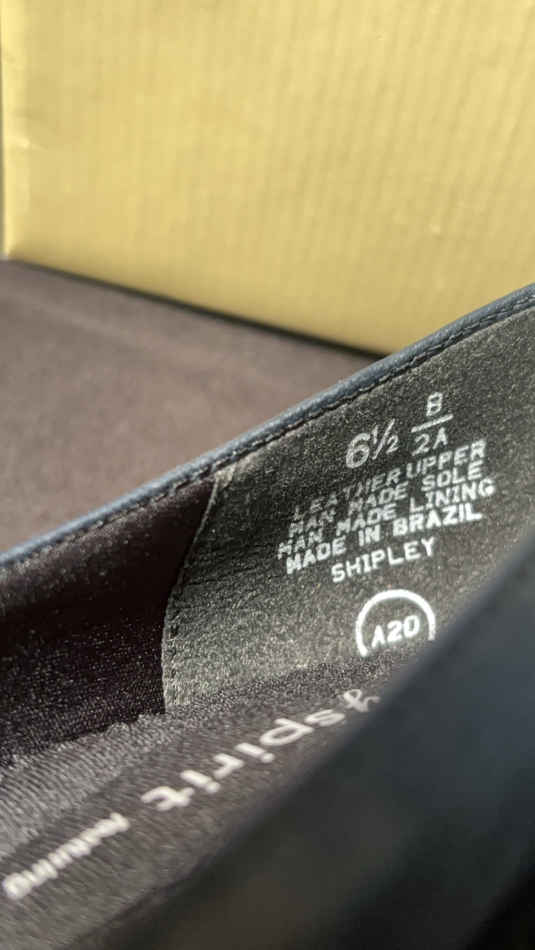 6½ B/2A
LEATHER UPPER
MAN MADE SOLE
MAN MADE LINING
MADE IN BRAZIL
SHIPLEY
A20
spirit